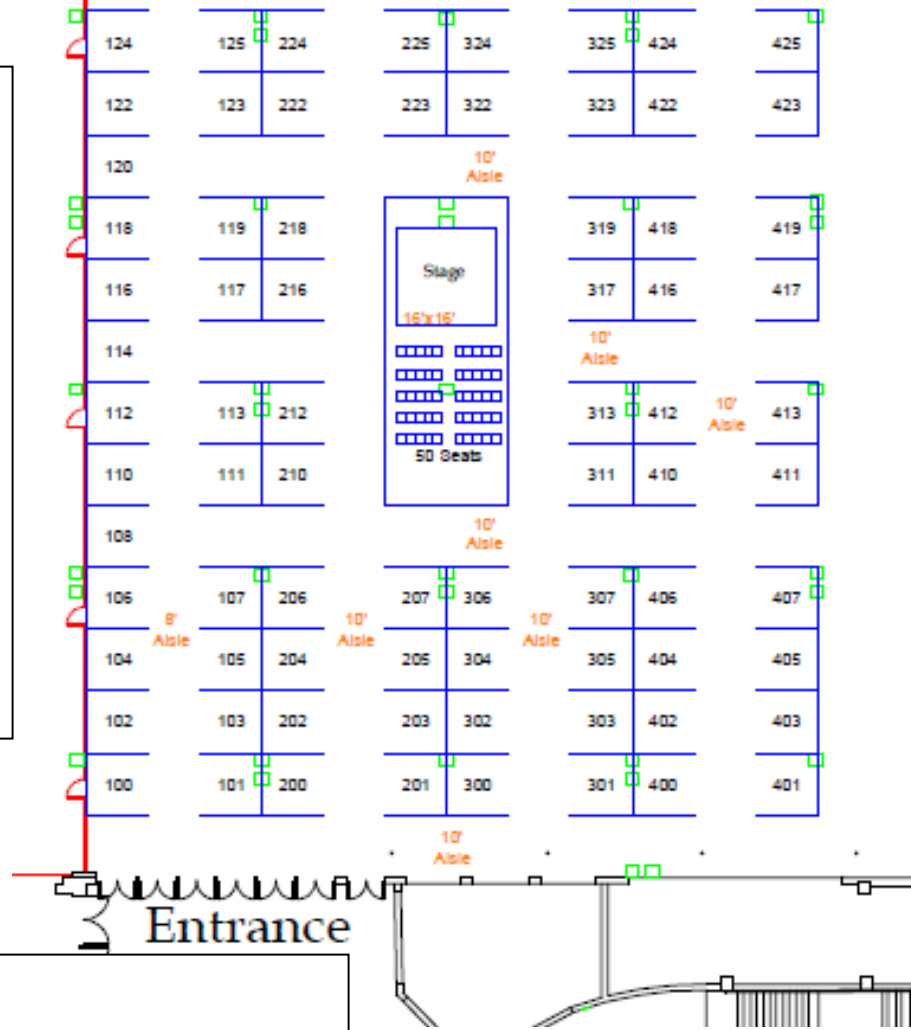 124 125 224 225 324 325 424 425
122 123 222 223 322 323 422 423
120
10'
Aisle
118 119 218 319 418 419
Stage
116 117 216 317 416 417
16'x16'
114
10'
Aisle
112 113 212 313 412 413
10'
Aisle
50 Seats
110 111 210 311 410 411
108
10'
Aisle
106 107 206 207 306 307 406 407
8'
Aisle
10'
Aisle
10'
Aisle
104 105 204 205 304 305 404 405
102 103 202 203 302 303 402 403
100 101 200 201 300 301 400 401
10'
Aisle
Entrance